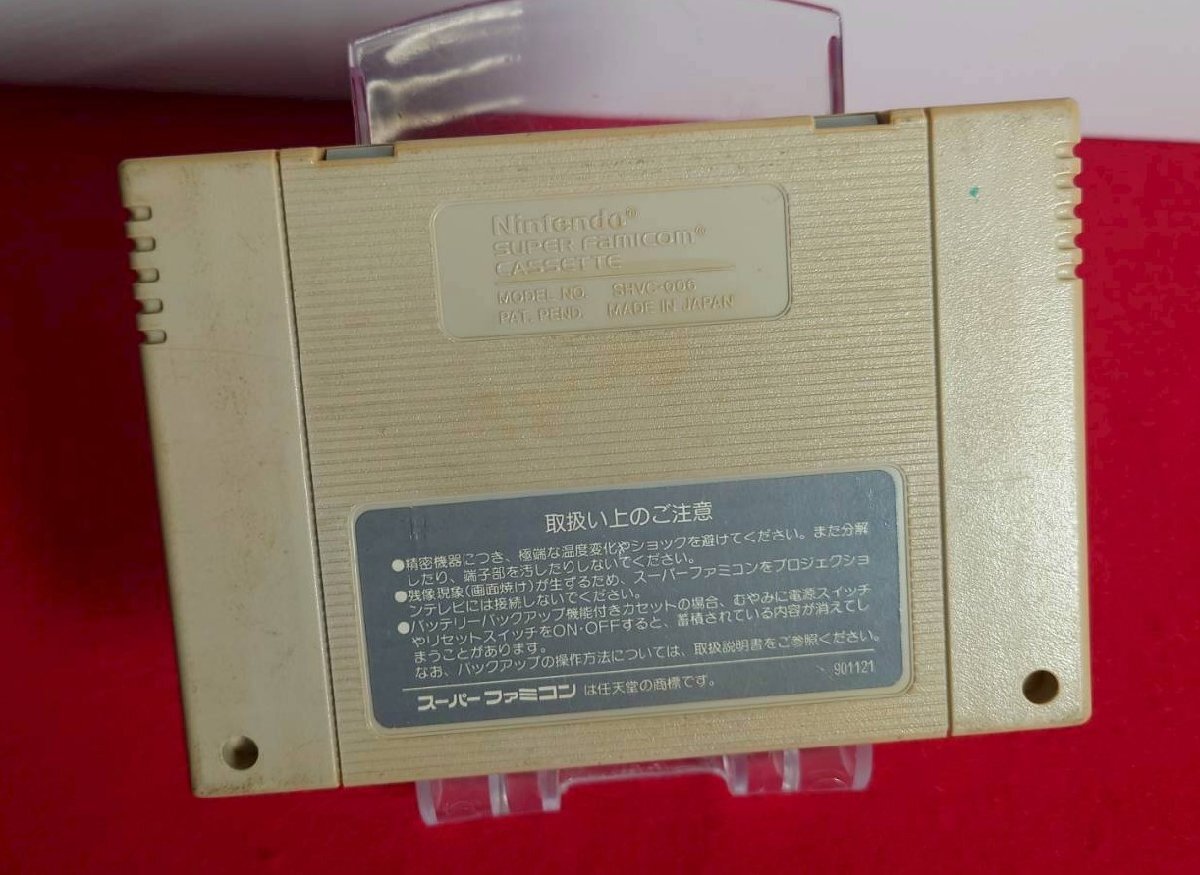 Nintendo®
SUPER Famicom®
CASSETTE
MODEL NO. SHVC-006
PAT. PEND. MADE IN JAPAN
取扱い上のご注意
●精密機器につき、極端な温度変化やショックを避けてください。また分解
したり、端子部を汚したりしないでください。
●残像現象(画面焼け)が生ずるため、スーパーファミコンをプロジェクショ
ンテレビには接続しないでください。
●バッテリーバックアップ機能付きカセットの場合、むやみに電源スイッチ
やリセットスイッチをON・OFFすると、蓄積されている内容が消えてし
まうことがあります。
なお、バックアップの操作方法については、取扱説明書をご参照ください。
スーパーファミコン は任天堂の商標です。
901121